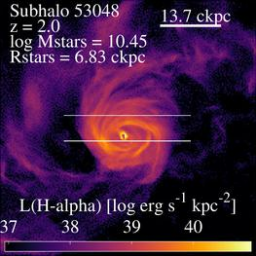 Subhalo 53048
13.7 ckpc
z = 2.0
log Mstars = 10.45
Rstars = 6.83 ckpc
L(H-alpha) [log erg s⁻¹ kpc⁻²]
37 38 39 40